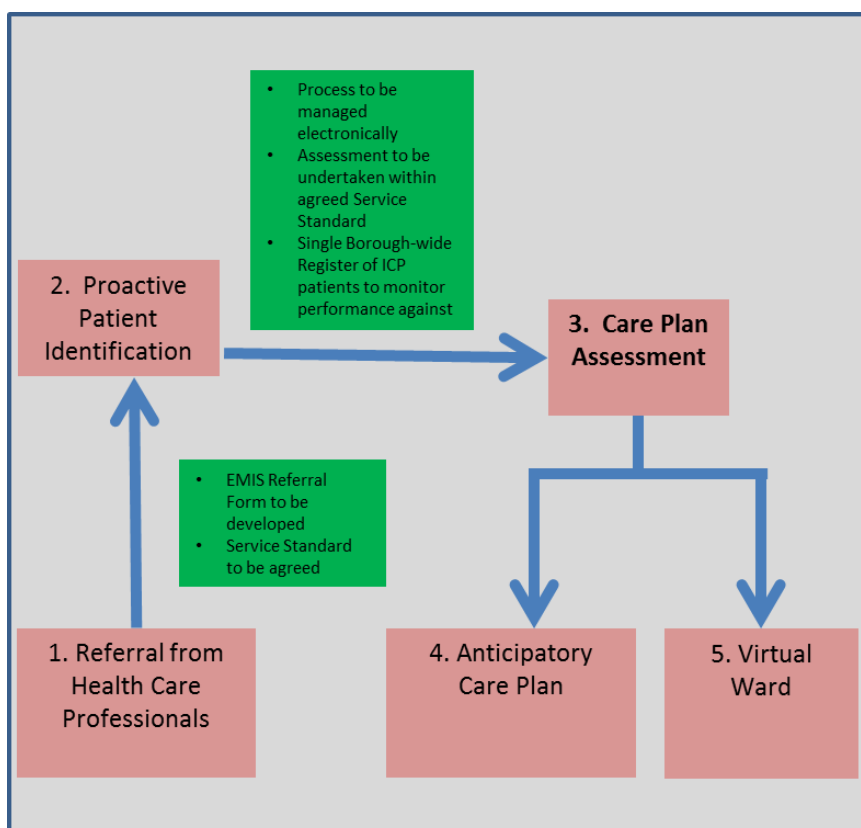 • Process to be
managed
electronically
• Assessment to be
undertaken within
agreed Service
Standard
• Single Borough-wide
Register of ICP
patients to monitor
performance against
2. Proactive
Patient
Identification
3. Care Plan
Assessment
• EMIS Referral
Form to be
developed
• Service Standard
to be agreed
1. Referral from
Health Care
Professionals
4. Anticipatory
Care Plan
5. Virtual
Ward